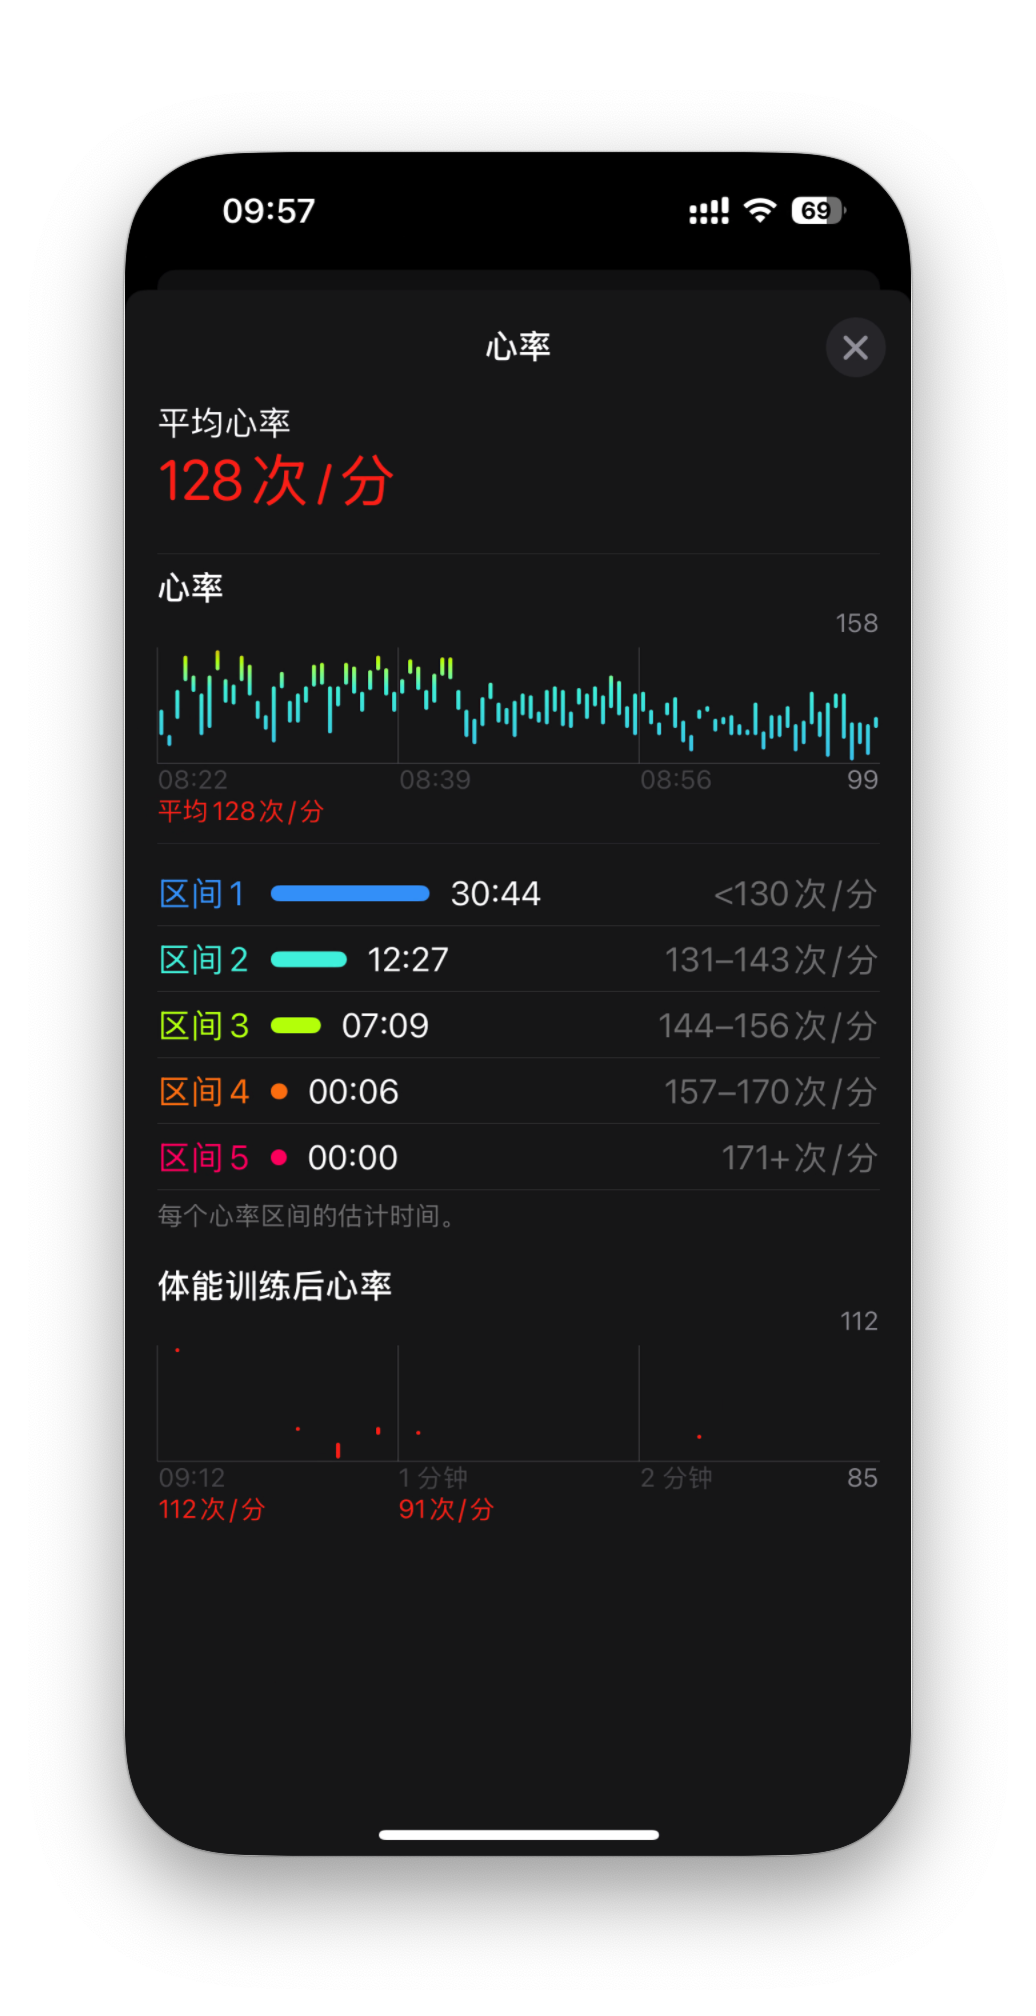 09:57
69
心率
平均心率
128 次/分
心率
158
08:22 08:39 08:56 99
平均 128 次/分
区间 1 30:44 <130 次/分
区间 2 12:27 131–143 次/分
区间 3 07:09 144–156 次/分
区间 4 00:06 157–170 次/分
区间 5 00:00 171+ 次/分
每个心率区间的估计时间。
体能训练后心率
112
09:12 1 分钟 2 分钟 85
112 次/分 91 次/分